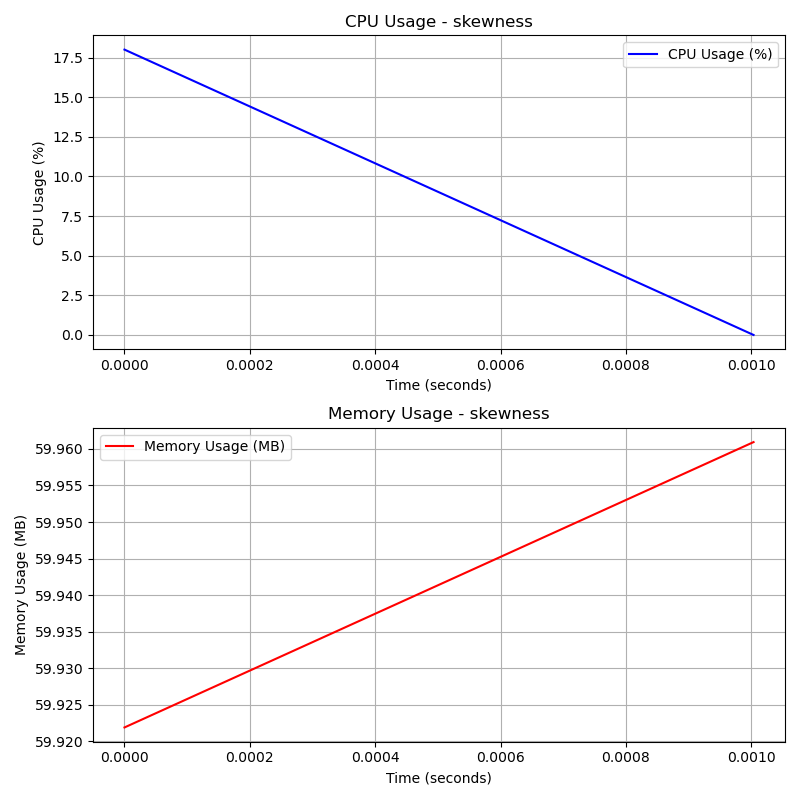 CPU Usage - skewness
CPU Usage (%)
17.5
15.0
12.5
10.0
7.5
5.0
2.5
0.0
CPU Usage (%)
0.0000 0.0002 0.0004 0.0006 0.0008 0.0010
Time (seconds)
Memory Usage - skewness
Memory Usage (MB)
59.960
59.955
59.950
59.945
59.940
59.935
59.930
59.925
59.920
Memory Usage (MB)
0.0000 0.0002 0.0004 0.0006 0.0008 0.0010
Time (seconds)